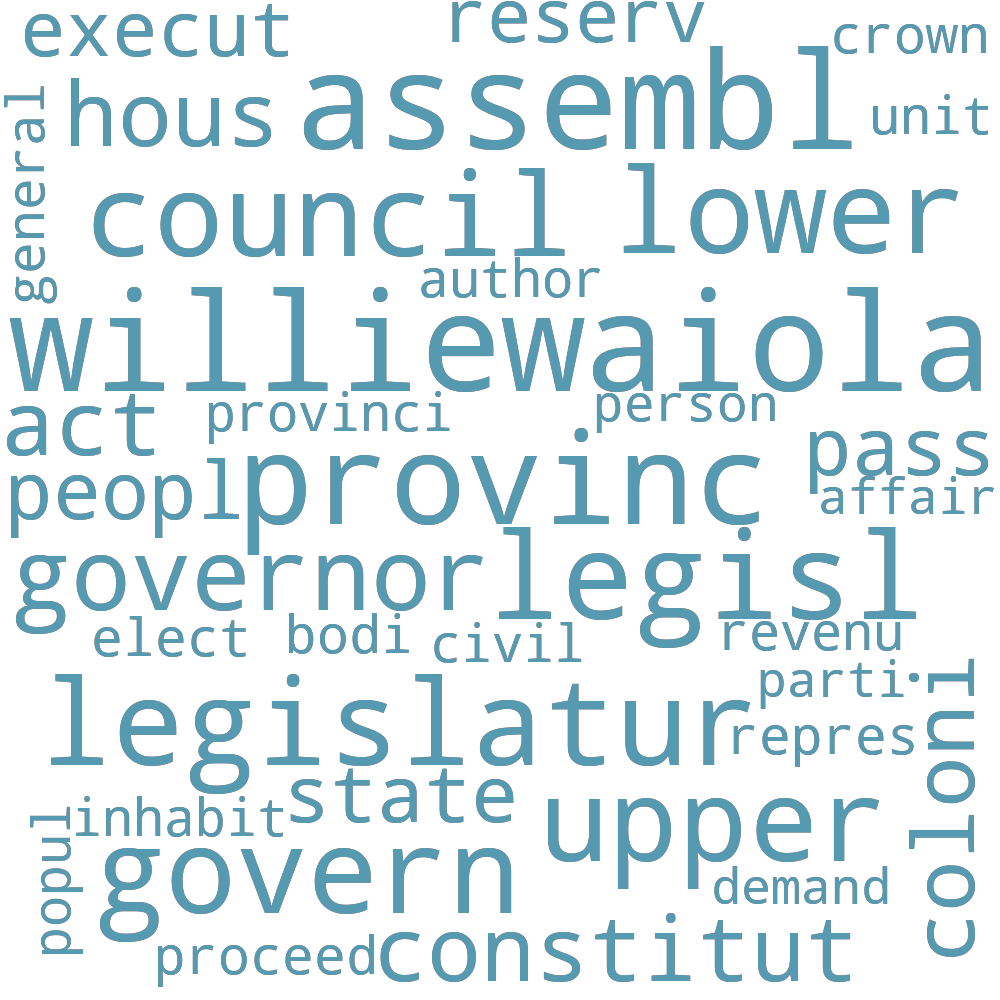 execut
reserv
crown
general
hous
assembl
unit
council
lower
author
williewaiola
act
provinci
person
pass
peopl
provinc
affair
governor
legisl
elect
bodi
civil
revenu
parti
legislatur
repres
coloni
state
popul
inhabit
upper
govern
demand
proceed
constitut